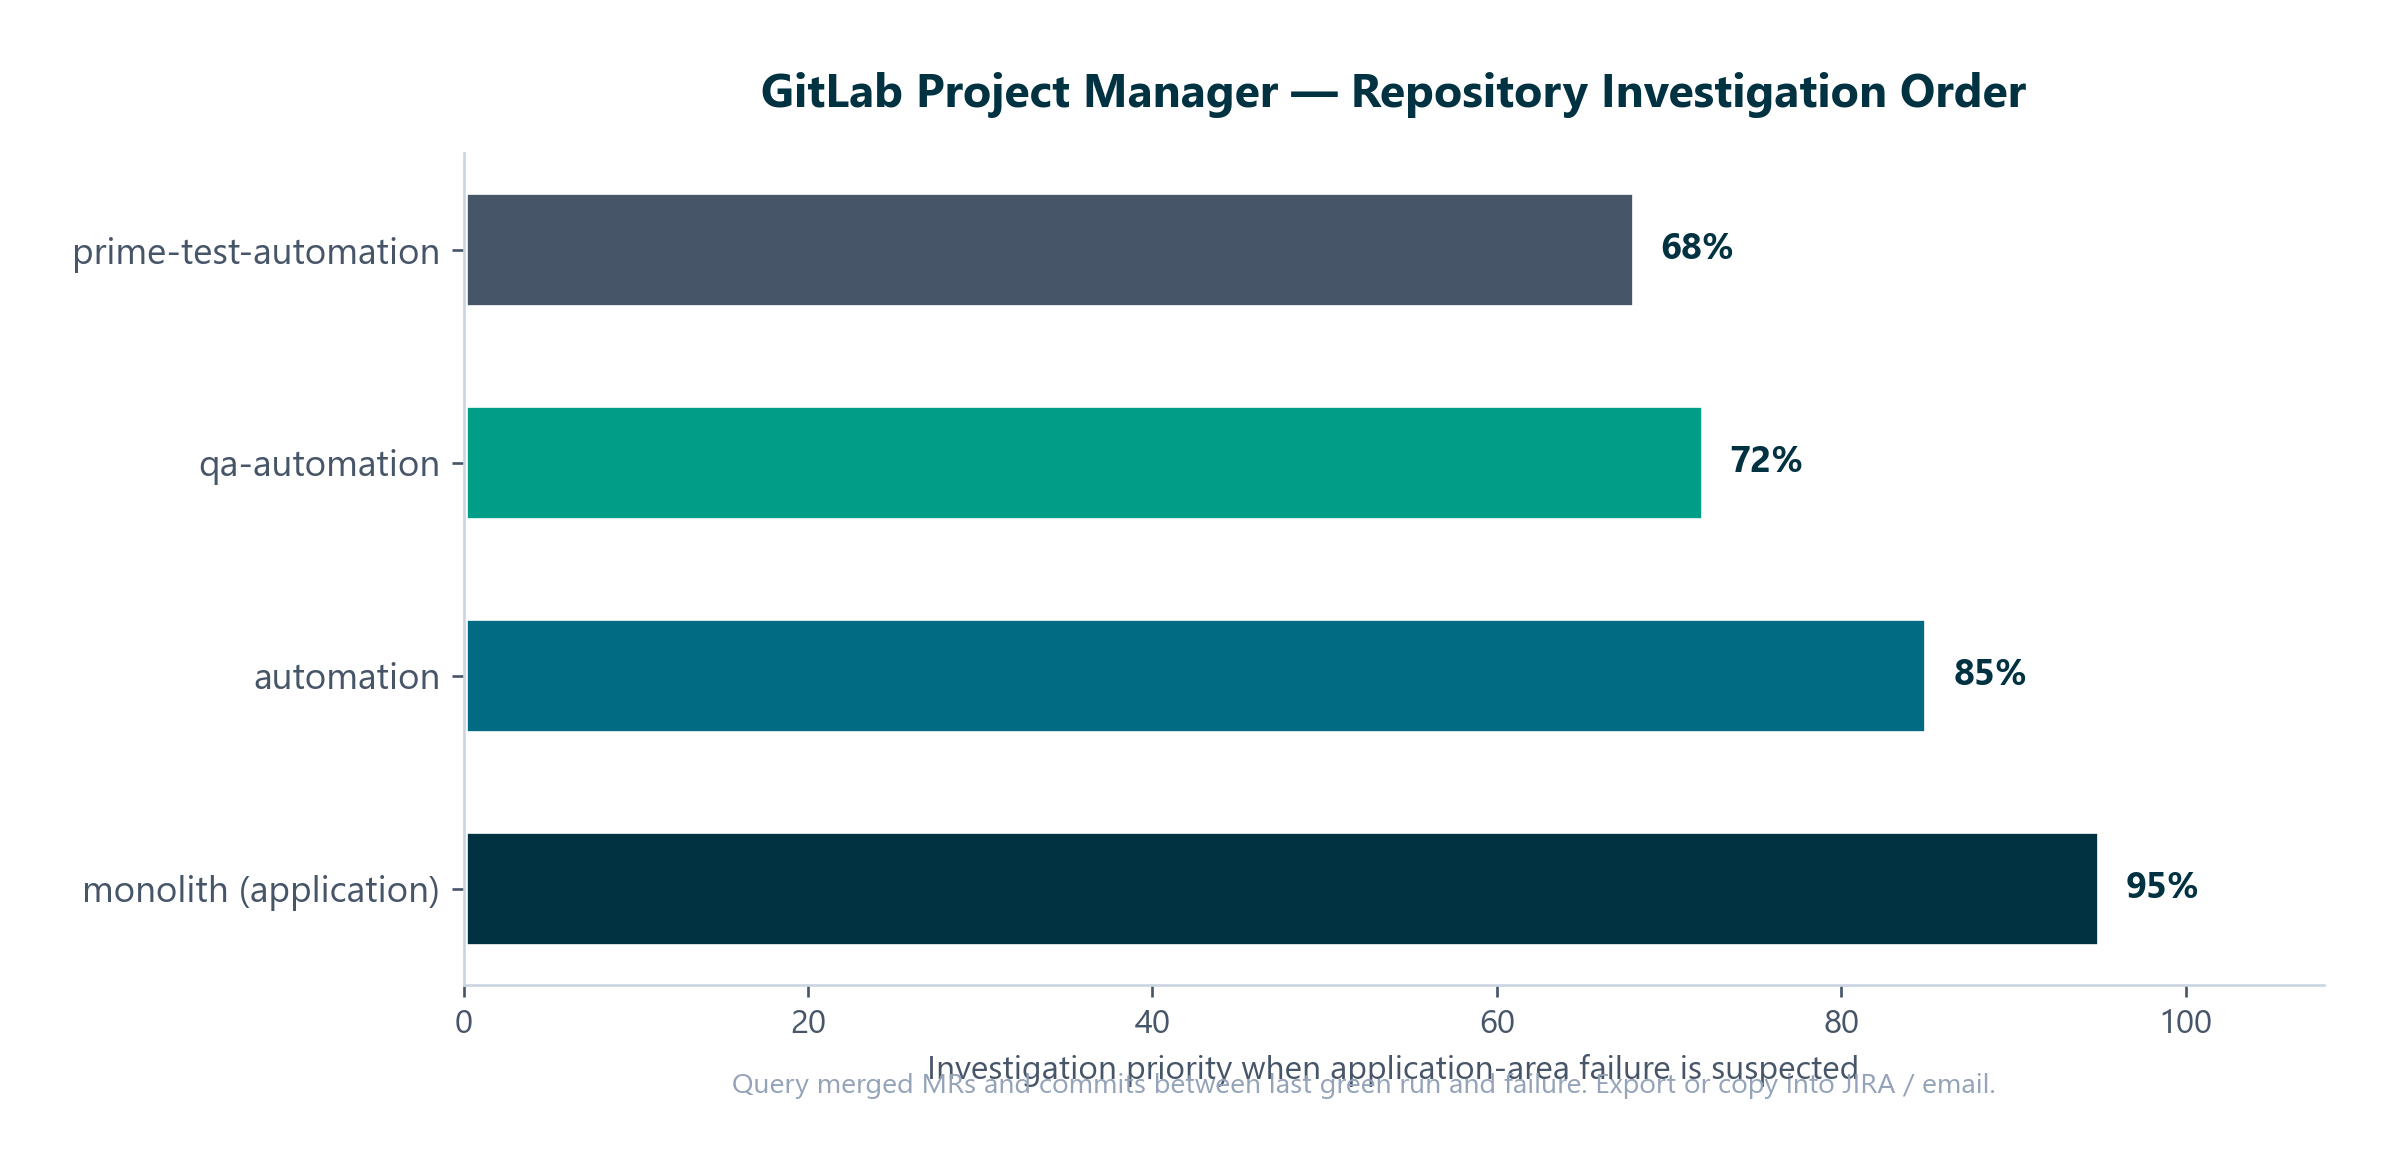 GitLab Project Manager — Repository Investigation Order
prime-test-automation
68%
qa-automation
72%
automation
85%
monolith (application)
95%
0 20 40 60 80 100
Investigation priority when application-area failure is suspected
Query merged MRs and commits between last green run and failure. Export or copy into JIRA / email.